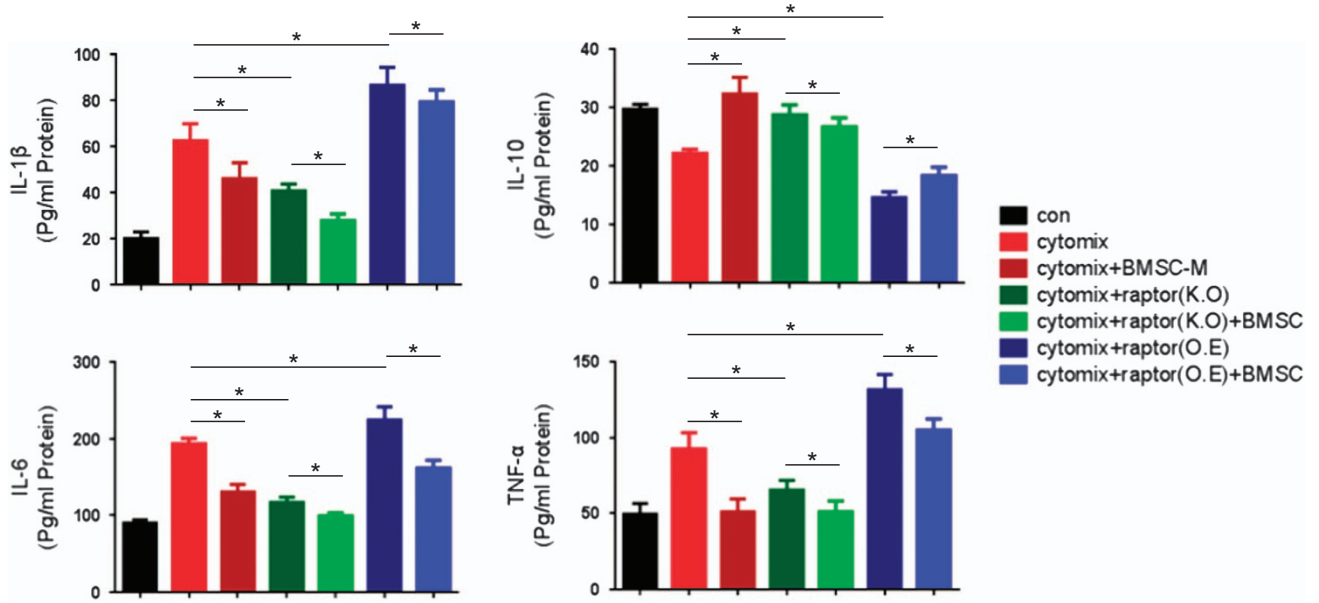 IL-1β
(Pg/ml Protein)
100
80
60
40
20
0
*
*
*
*
*
IL-10
(Pg/ml Protein)
40
30
20
10
0
*
*
*
*
*
IL-6
(Pg/ml Protein)
300
200
100
0
*
*
*
*
*
TNF-α
(Pg/ml Protein)
150
100
50
0
*
*
*
*
*
con
cytomix
cytomix+BMSC-M
cytomix+raptor(K.O)
cytomix+raptor(K.O)+BMSC
cytomix+raptor(O.E)
cytomix+raptor(O.E)+BMSC